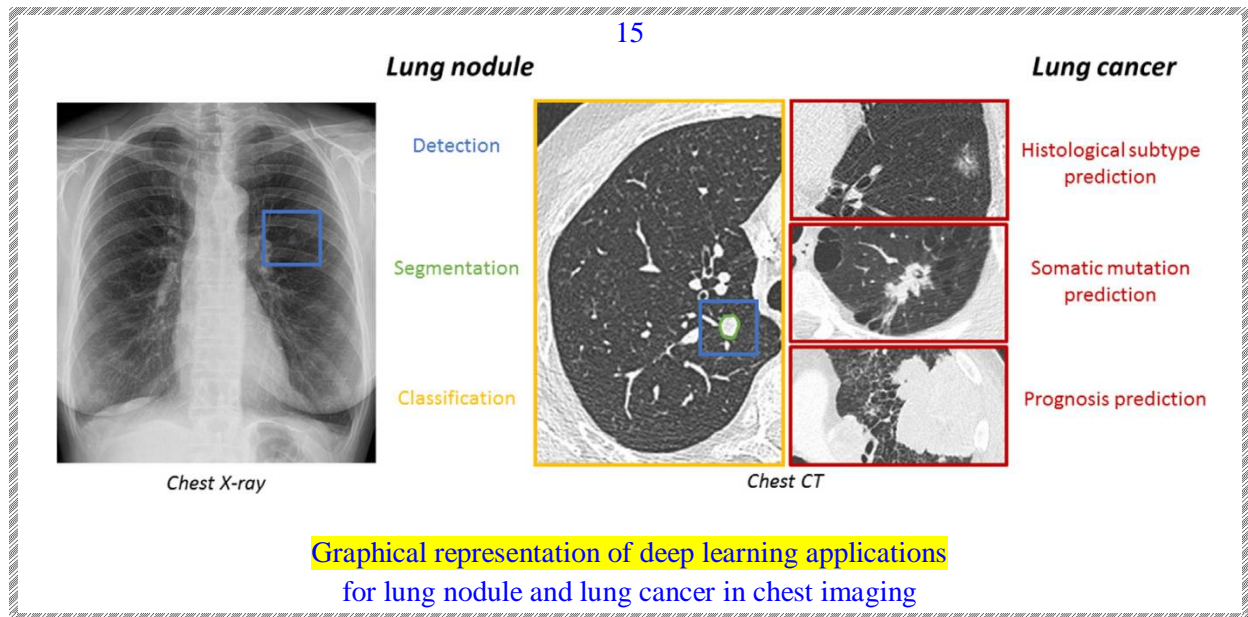 15
Lung nodule
Lung cancer
Detection
Segmentation
Classification
Histological subtype
prediction
Somatic mutation
prediction
Prognosis prediction
Chest X-ray
Chest CT
Graphical representation of deep learning applications
for lung nodule and lung cancer in chest imaging